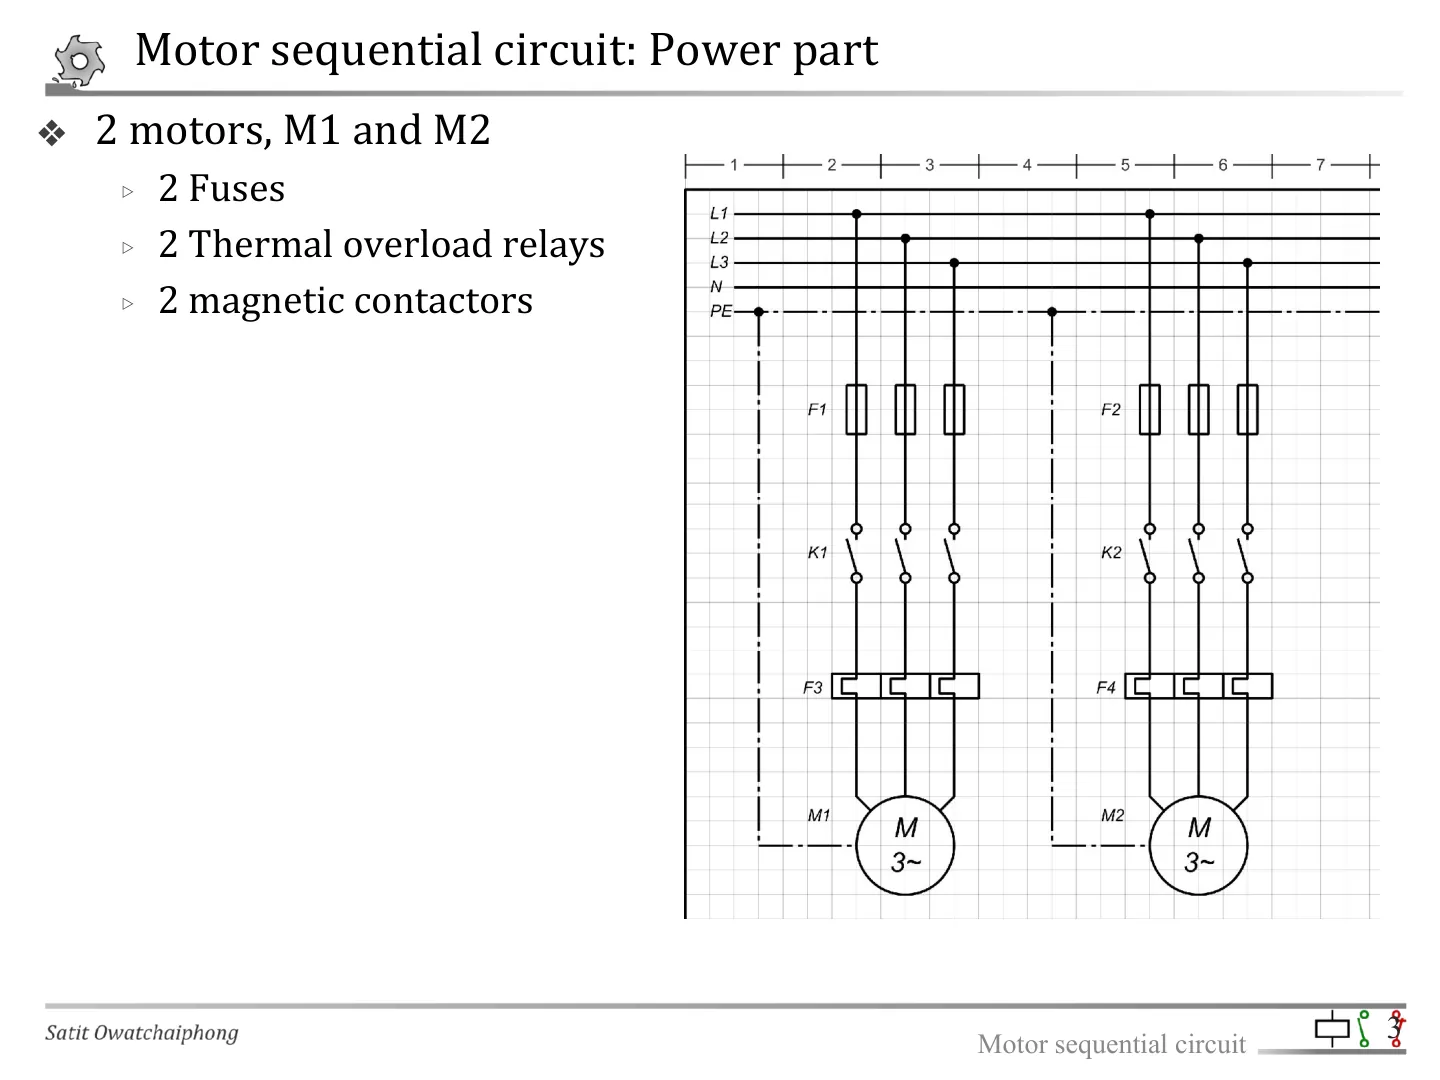 Motor sequential circuit: Power part
❖ 2 motors, M1 and M2
▷ 2 Fuses
▷ 2 Thermal overload relays
▷ 2 magnetic contactors
1 2 3 4 5 6 7
L1
L2
L3
N
PE
F1 F2
K1 K2
F3 F4
M1 M2
M M
3~ 3~
Satit Owatchaiphong
Motor sequential circuit
3